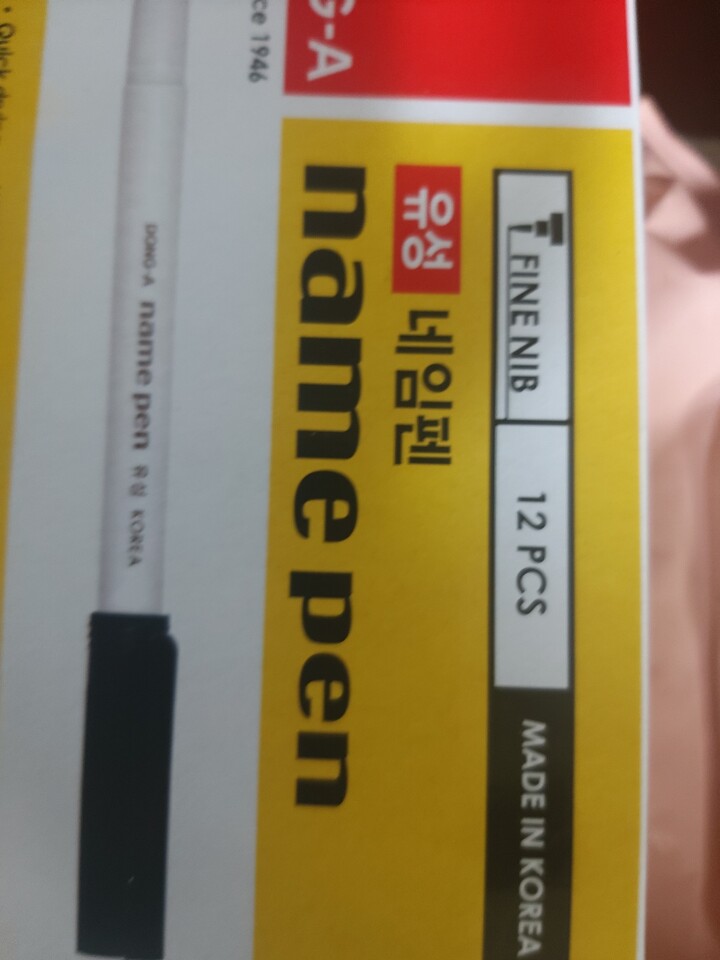 FINE NIB 12 PCS MADE IN KOREA
유성 네임펜
name pen
G-A
ce 1946
DONG-A name pen 유성 KOREA
• Quick